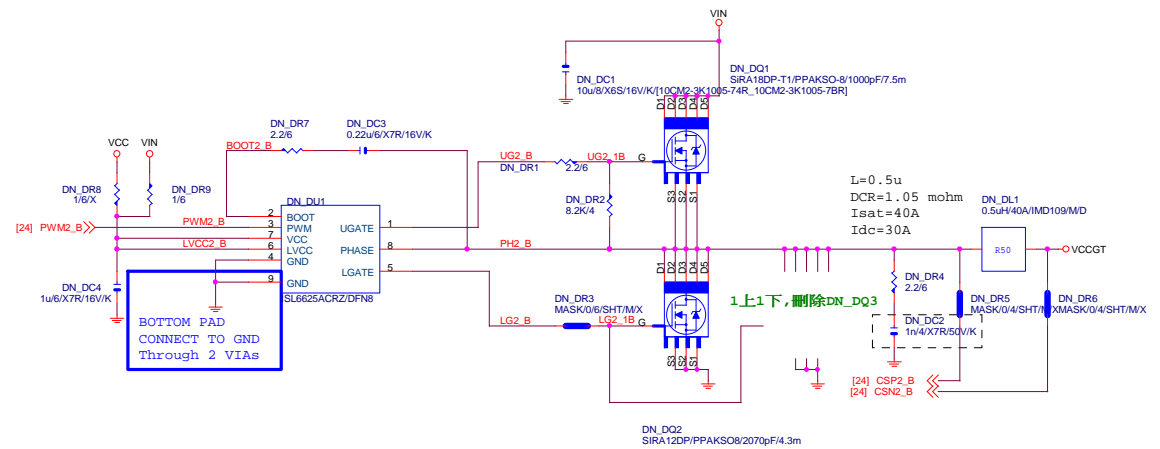 VIN
DN_DQ1
SiRA18DP-T1/PPAKSO-8/1000pF/7.5m
DN_DC1
10u/8/X6S/16V/K/[10CM2-3K1005-74R_10CM2-3K1005-7BR]
D1
D2
D3
D4
D5
G
S3
S2
S1
DN_DR7
2.2/6
DN_DC3
0.22u/6/X7R/16V/K
BOOT2_B
VCC
VIN
UG2_B
DN_DR1
2.2/6
UG2_1B
DN_DR8
1/6/X
DN_DR9
1/6
DN_DR2
8.2K/4
DN_DU1
2
BOOT
3
PWM
7
VCC
6
LVCC
4
GND
9
GND
UGATE
1
PHASE
8
LGATE
5
SL6625ACRZ/DFN8
[24] PWM2_B
PWM2_B
LVCC2_B
PH2_B
L=0.5u
DCR=1.05 mohm
Isat=40A
Idc=30A
DN_DL1
0.5uH/40A/IMD109/M/D
R50
VCCGT
DN_DC4
1u/6/X7R/16V/K
BOTTOM PAD
CONNECT TO GND
Through 2 VIAs
DN_DR3
MASK/0/6/SHT/M/X
LG2_B
LG2_1B
D1
D2
D3
D4
D5
G
S3
S2
S1
1上1下,刪除DN_DQ3
DN_DR4
2.2/6
DN_DR5
MASK/0/4/SHT/M/X
DN_DR6
MASK/0/4/SHT/M/X
DN_DC2
1n/4/X7R/50V/K
[24] CSP2_B
[24] CSN2_B
DN_DQ2
SIRA12DP/PPAKSO8/2070pF/4.3m